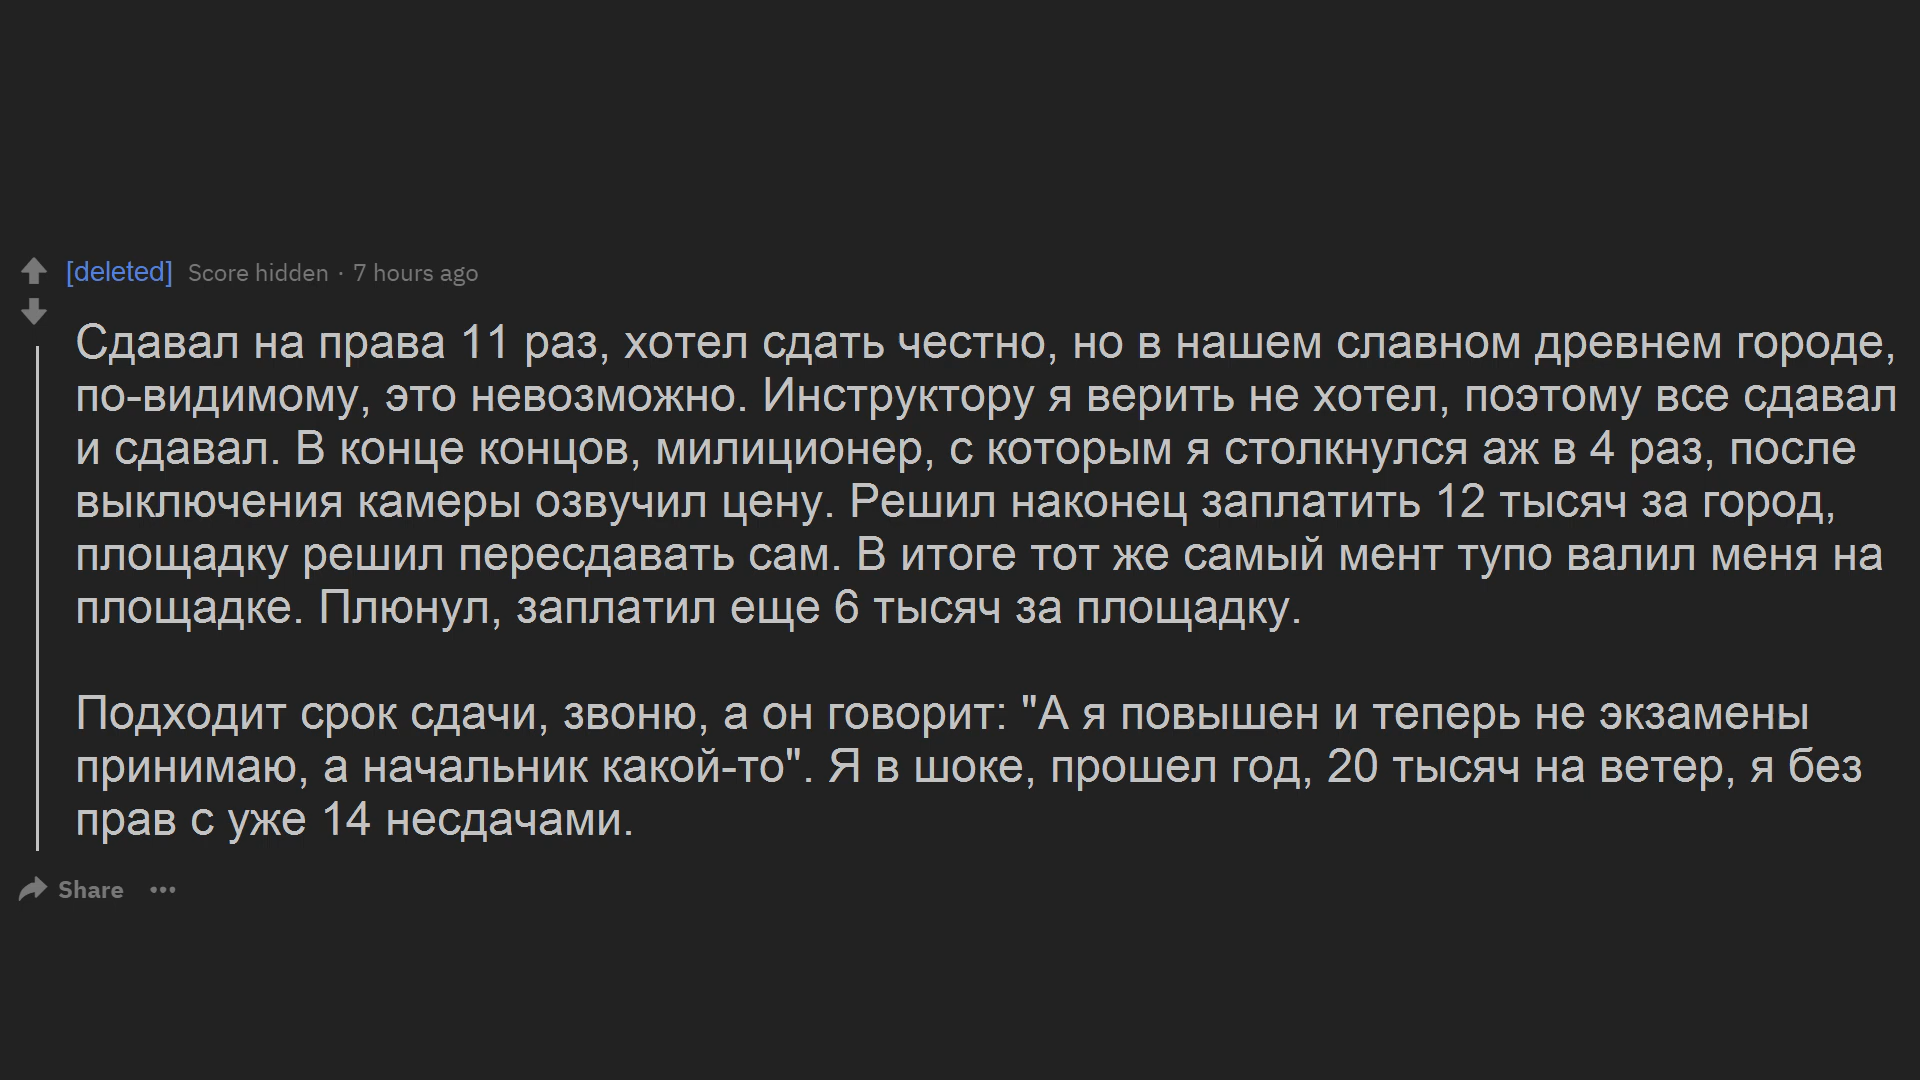 [deleted] Score hidden · 7 hours ago
Сдавал на права 11 раз, хотел сдать честно, но в нашем славном древнем городе,
по-видимому, это невозможно. Инструктору я верить не хотел, поэтому все сдавал
и сдавал. В конце концов, милиционер, с которым я столкнулся аж в 4 раз, после
выключения камеры озвучил цену. Решил наконец заплатить 12 тысяч за город,
площадку решил пересдавать сам. В итоге тот же самый мент тупо валил меня на
площадке. Плюнул, заплатил еще 6 тысяч за площадку.
Подходит срок сдачи, звоню, а он говорит: "А я повышен и теперь не экзамены
принимаю, а начальник какой-то". Я в шоке, прошел год, 20 тысяч на ветер, я без
прав с уже 14 несдачами.
Share ···